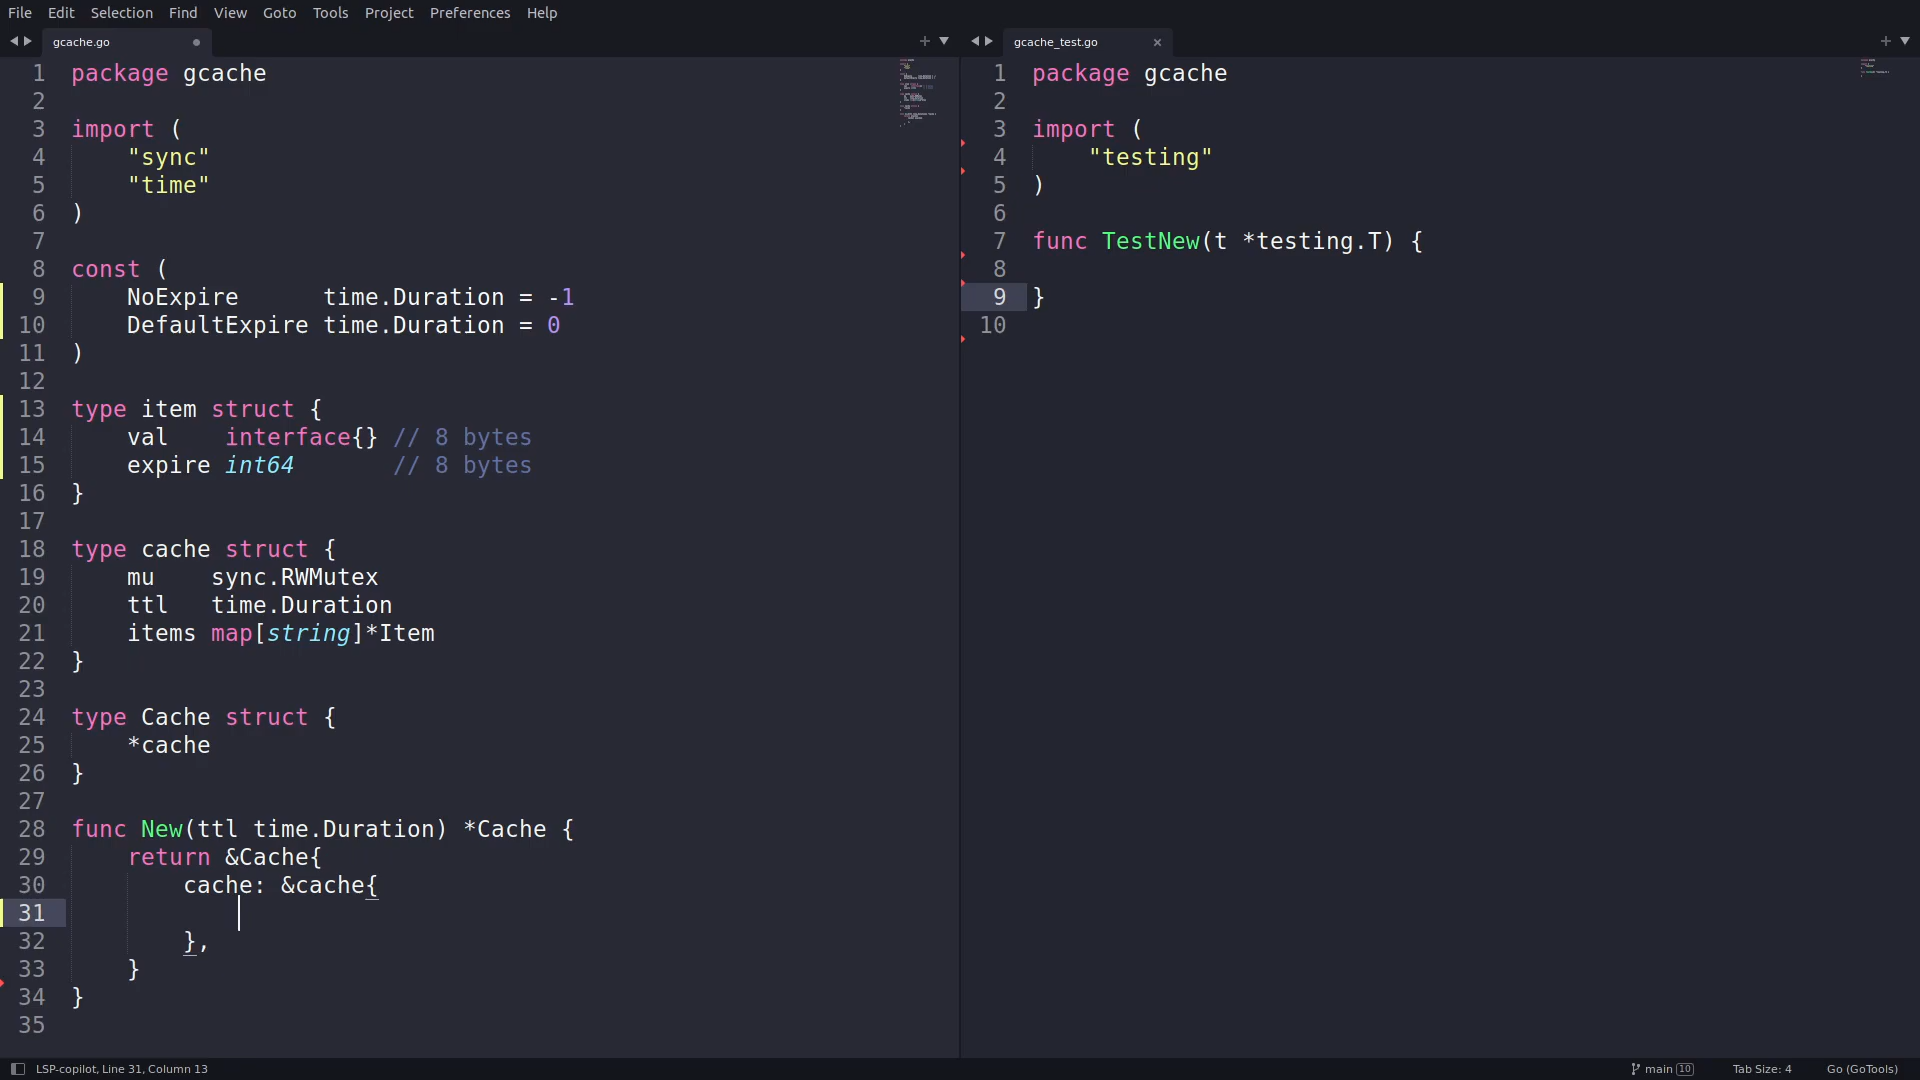 File Edit Selection Find View Goto Tools Project Preferences Help
gcache.go
1 package gcache
2
3 import (
4 "sync"
5 "time"
6 )
7
8 const (
9 NoExpire time.Duration = -1
10 DefaultExpire time.Duration = 0
11 )
12
13 type item struct {
14 val interface{} // 8 bytes
15 expire int64 // 8 bytes
16 }
17
18 type cache struct {
19 mu sync.RWMutex
20 ttl time.Duration
21 items map[string]*Item
22 }
23
24 type Cache struct {
25 *cache
26 }
27
28 func New(ttl time.Duration) *Cache {
29 return &Cache{
30 cache: &cache{
31
32 },
33 }
34 }
35
gcache_test.go
1 package gcache
2
3 import (
4 "testing"
5 )
6
7 func TestNew(t *testing.T) {
8
9 }
10
LSP-copilot, Line 31, Column 13
main 10 Tab Size: 4 Go (GoTools)